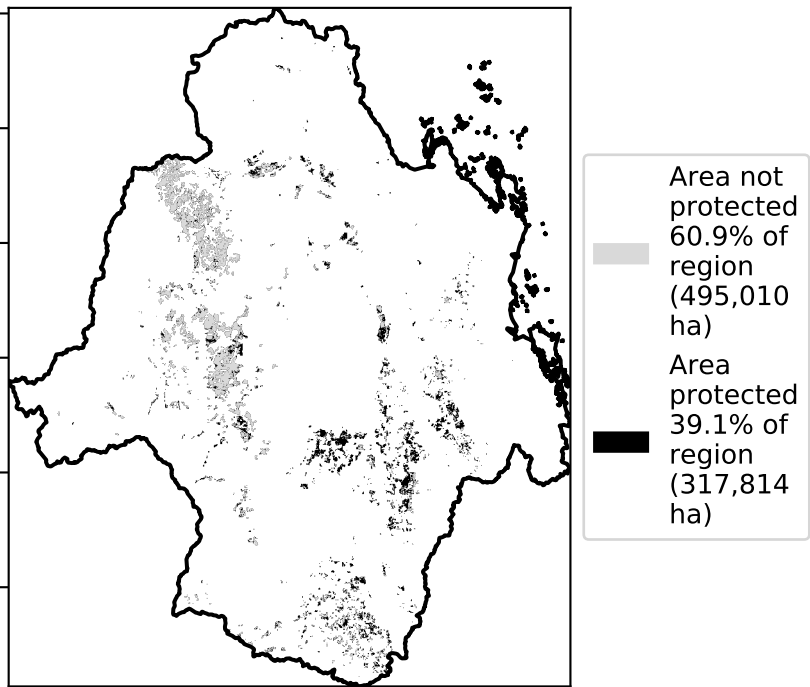 Area not
protected
60.9% of
region
(495,010
ha)
Area
protected
39.1% of
region
(317,814
ha)